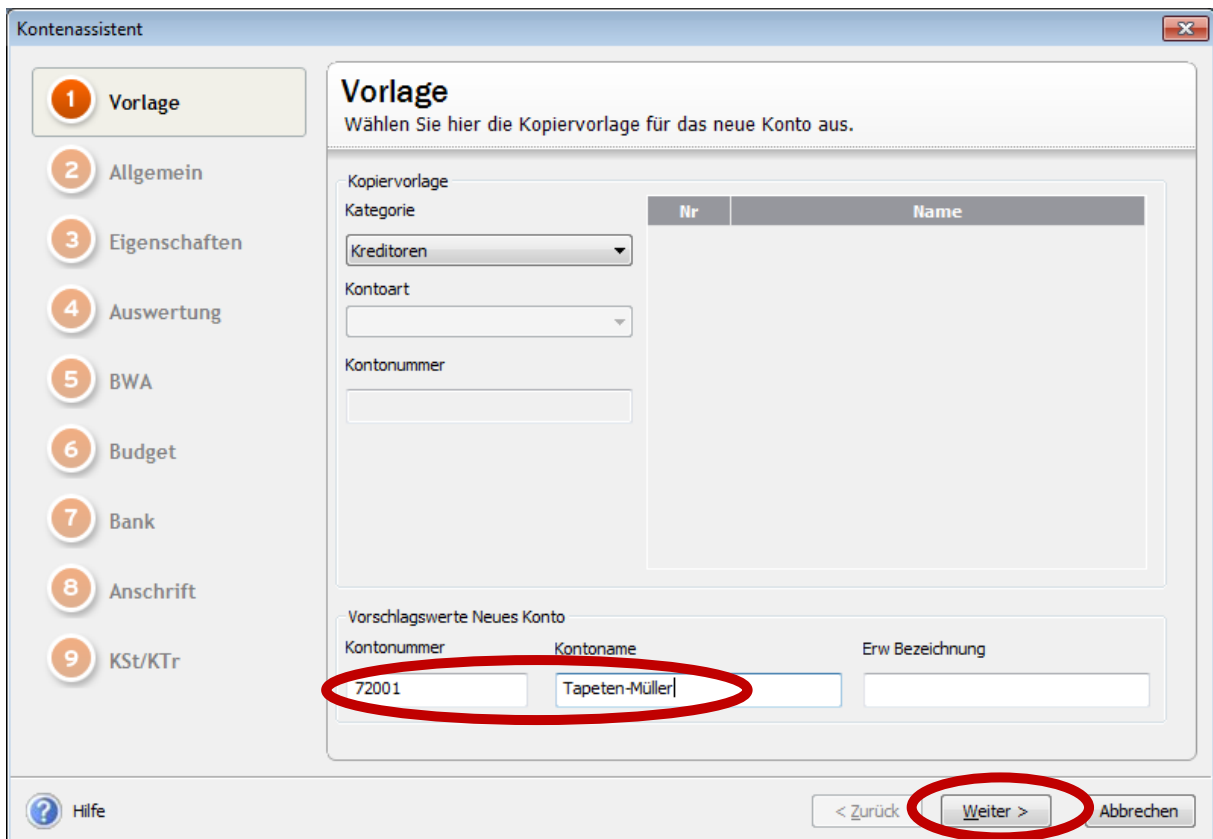 Kontenassistent
1 Vorlage
2 Allgemein
3 Eigenschaften
4 Auswertung
5 BWA
6 Budget
7 Bank
8 Anschrift
9 KSt/KTr
Vorlage
Wählen Sie hier die Kopiervorlage für das neue Konto aus.
Kopiervorlage
Kategorie
Kreditoren
Kontoart
Kontonummer
Nr Name
Vorschlagswerte Neues Konto
Kontonummer Kontoname Erw Bezeichnung
72001 Tapeten-Müller
? Hilfe < Zurück Weiter > Abbrechen